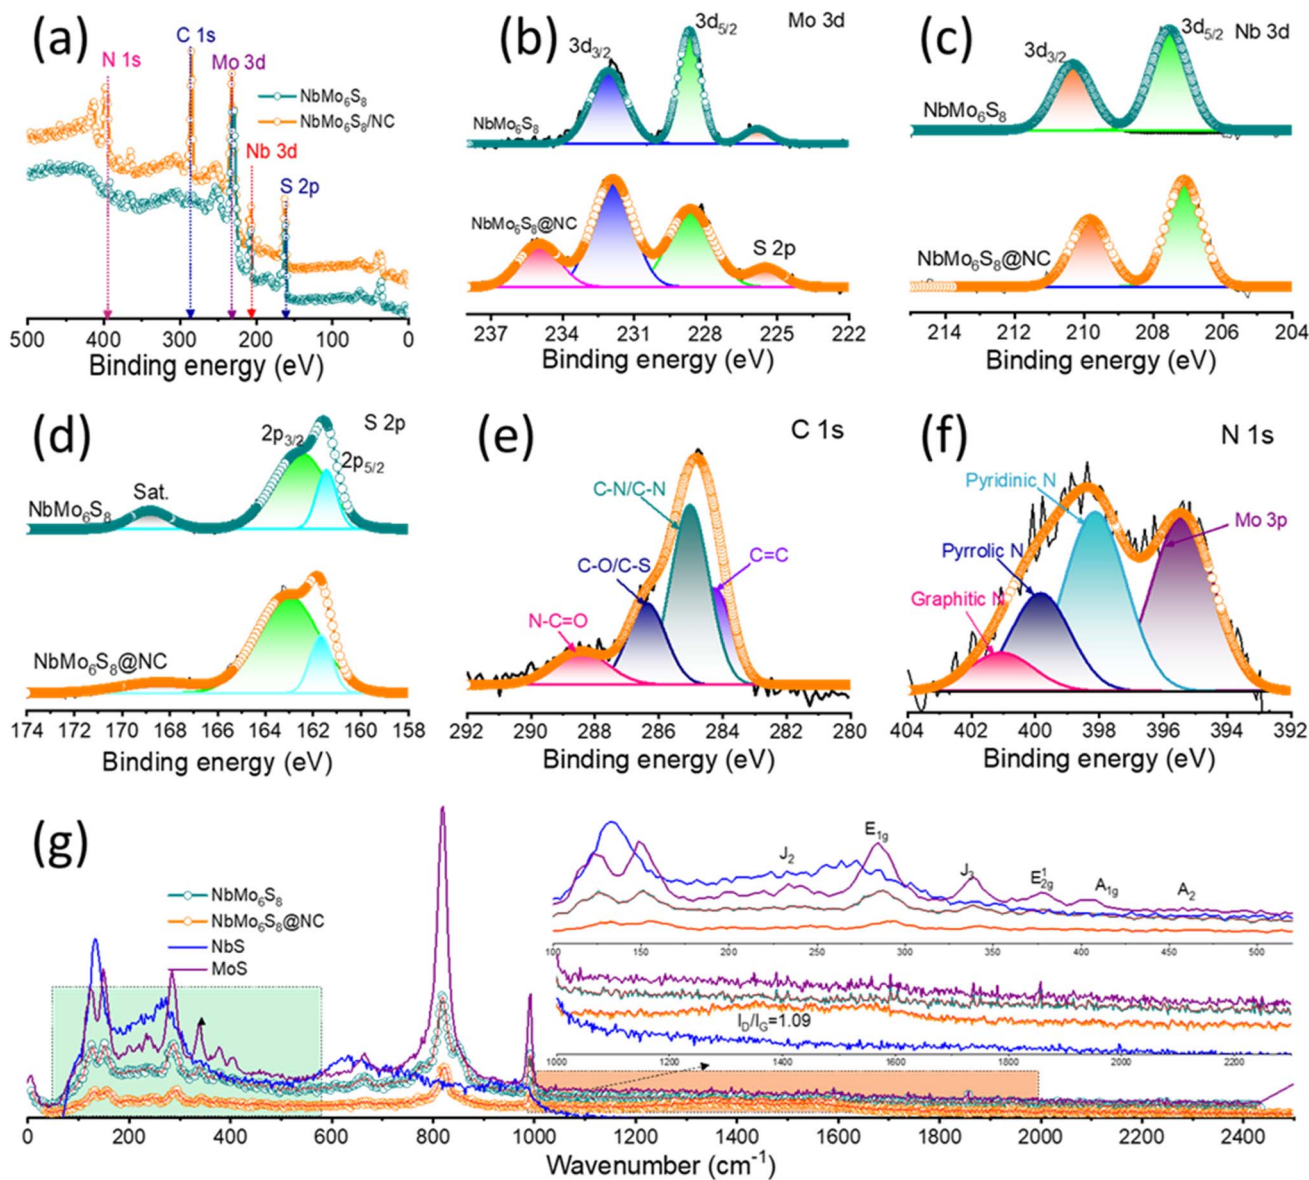 (a)
N 1s
C 1s
Mo 3d
Nb 3d
S 2p
NbMo₆S₈
NbMo₆S₈/NC
500 400 300 200 100 0
Binding energy (eV)
(b)
Mo 3d
3d₃/₂
3d₅/₂
NbMo₆S₈
NbMo₆S₈@NC
S 2p
237 234 231 228 225 222
Binding energy (eV)
(c)
Nb 3d
3d₃/₂
3d₅/₂
NbMo₆S₈
NbMo₆S₈@NC
214 212 210 208 206 204
Binding energy (eV)
(d)
S 2p
2p₃/₂
2p₅/₂
Sat.
NbMo₆S₈
NbMo₆S₈@NC
174 172 170 168 166 164 162 160 158
Binding energy (eV)
(e)
C 1s
C-N/C-N
C=C
C-O/C-S
N-C=O
292 290 288 286 284 282 280
Binding energy (eV)
(f)
N 1s
Pyridinic N
Mo 3p
Pyrrolic N
Graphitic N
404 402 400 398 396 394 392
Binding energy (eV)
(g)
NbMo₆S₈
NbMo₆S₈@NC
NbS
MoS
J₂
E₁g
J₃
E¹₂g
A₁g
A₂
100 150 200 250 300 350 400 450 500
I_D/I_G=1.09
1000 1200 1400 1600 1800 2000 2200
0 200 400 600 800 1000 1200 1400 1600 1800 2000 2200 2400
Wavenumber (cm⁻¹)